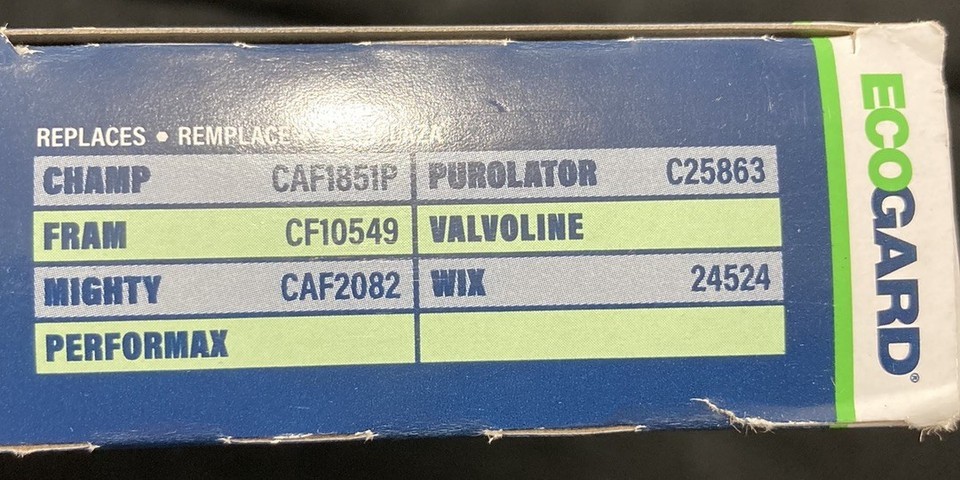 REPLACES • REMPLACE
CHAMP CAF1851P PUROLATOR C25863
FRAM CF10549 VALVOLINE
MIGHTY CAF2082 WIX 24524
PERFORMAX
ECOGARD®